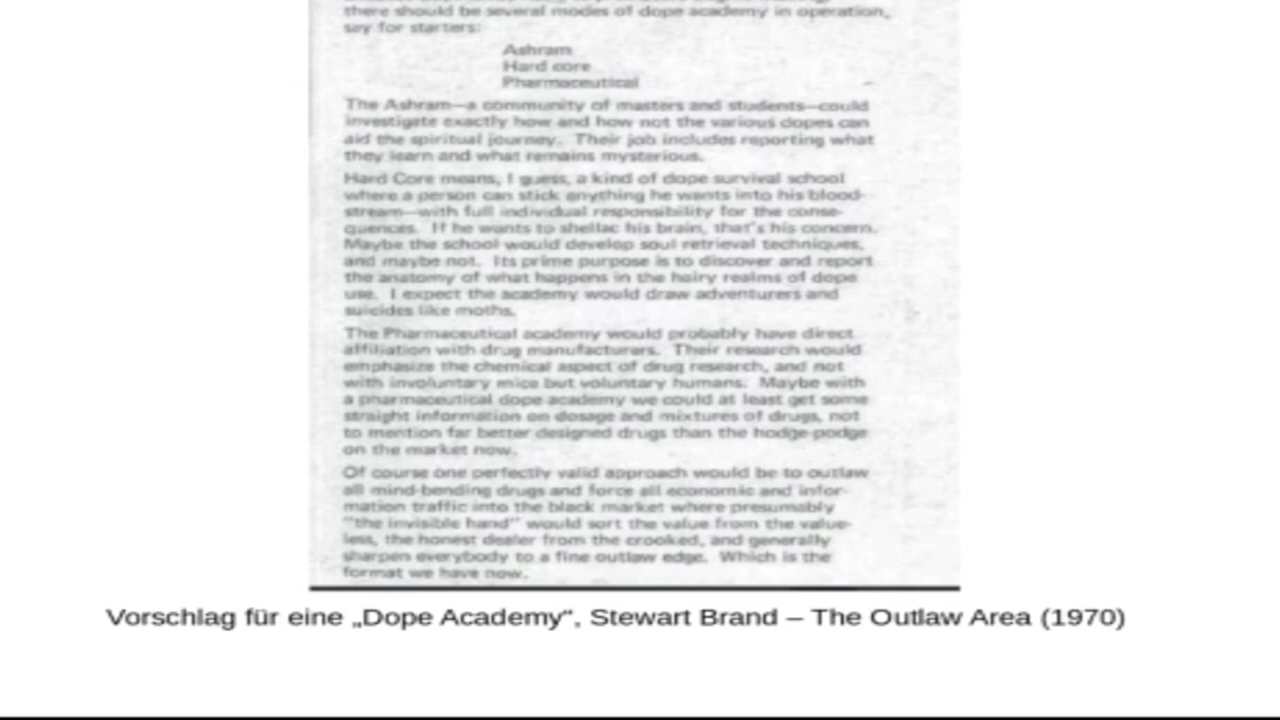 there should be several modes of dope academy in operation,
say for starters:
Ashram
Hard core
Pharmaceutical
The Ashram—a community of masters and students—could
investigate exactly how and how not the various dopes can
aid the spiritual journey. Their job includes reporting what
they learn and what remains mysterious.
Hard Core means, I guess, a kind of dope survival school
where a person can stick anything he wants into his blood-
stream—with full individual responsibility for the conse-
quences. If he wants to shellac his brain, that's his concern.
Maybe the school would develop soul retrieval techniques,
and maybe not. Its prime purpose is to discover and report
the anatomy of what happens in the hairy realms of dope
use. I expect the academy would draw adventurers and
suicides like moths.
The Pharmaceutical academy would probably have direct
affiliation with drug manufacturers. Their research would
emphasize the chemical aspect of drug research, and not
with involuntary mice but voluntary humans. Maybe with
a pharmaceutical dope academy we could at least get some
straight information on dosage and mixtures of drugs, not
to mention far better designed drugs than the hodge-podge
on the market now.
Of course one perfectly valid approach would be to outlaw
all mind-bending drugs and force all economic and infor-
mation traffic into the black market where presumably
"the invisible hand" would sort the value from the value-
less, the honest dealer from the crooked, and generally
sharpen everybody to a fine outlaw edge. Which is the
format we have now.
Vorschlag für eine „Dope Academy“, Stewart Brand – The Outlaw Area (1970)